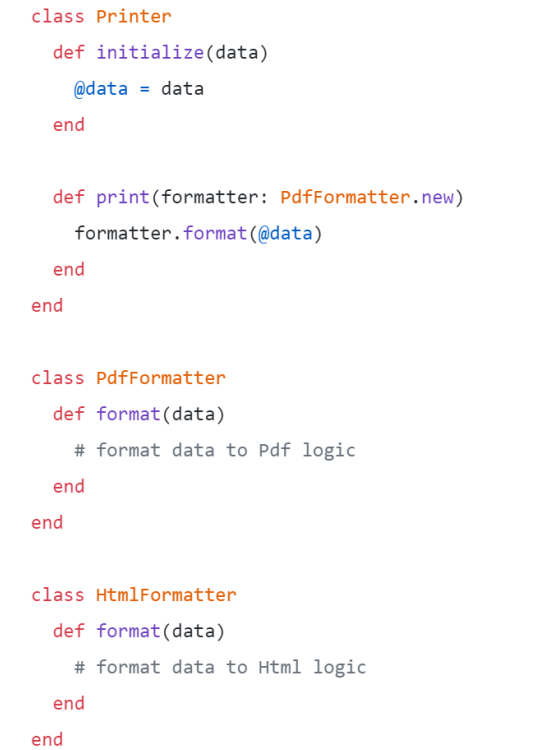 class Printer
  def initialize(data)
    @data = data
  end

  def print(formatter: PdfFormatter.new)
    formatter.format(@data)
  end
end

class PdfFormatter
  def format(data)
    # format data to Pdf logic
  end
end

class HtmlFormatter
  def format(data)
    # format data to Html logic
  end
end